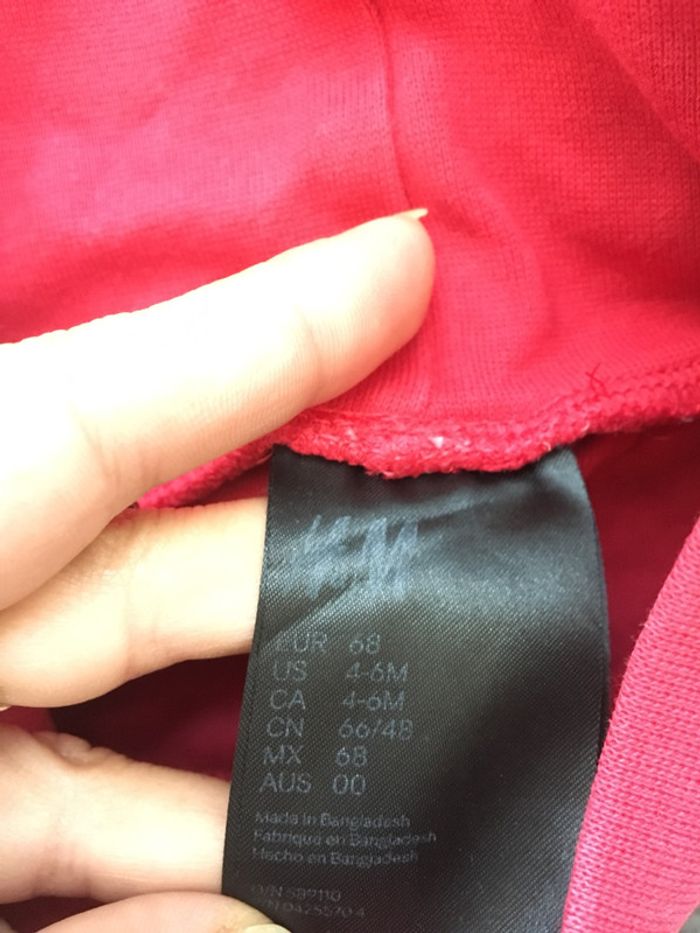 H&M
EUR 68
US 4-6M
CA 4-6M
CN 66/48
MX 68
AUS 00
Made in Bangladesh
Fabrique en Bangladesh
Hecho en Bangladesh